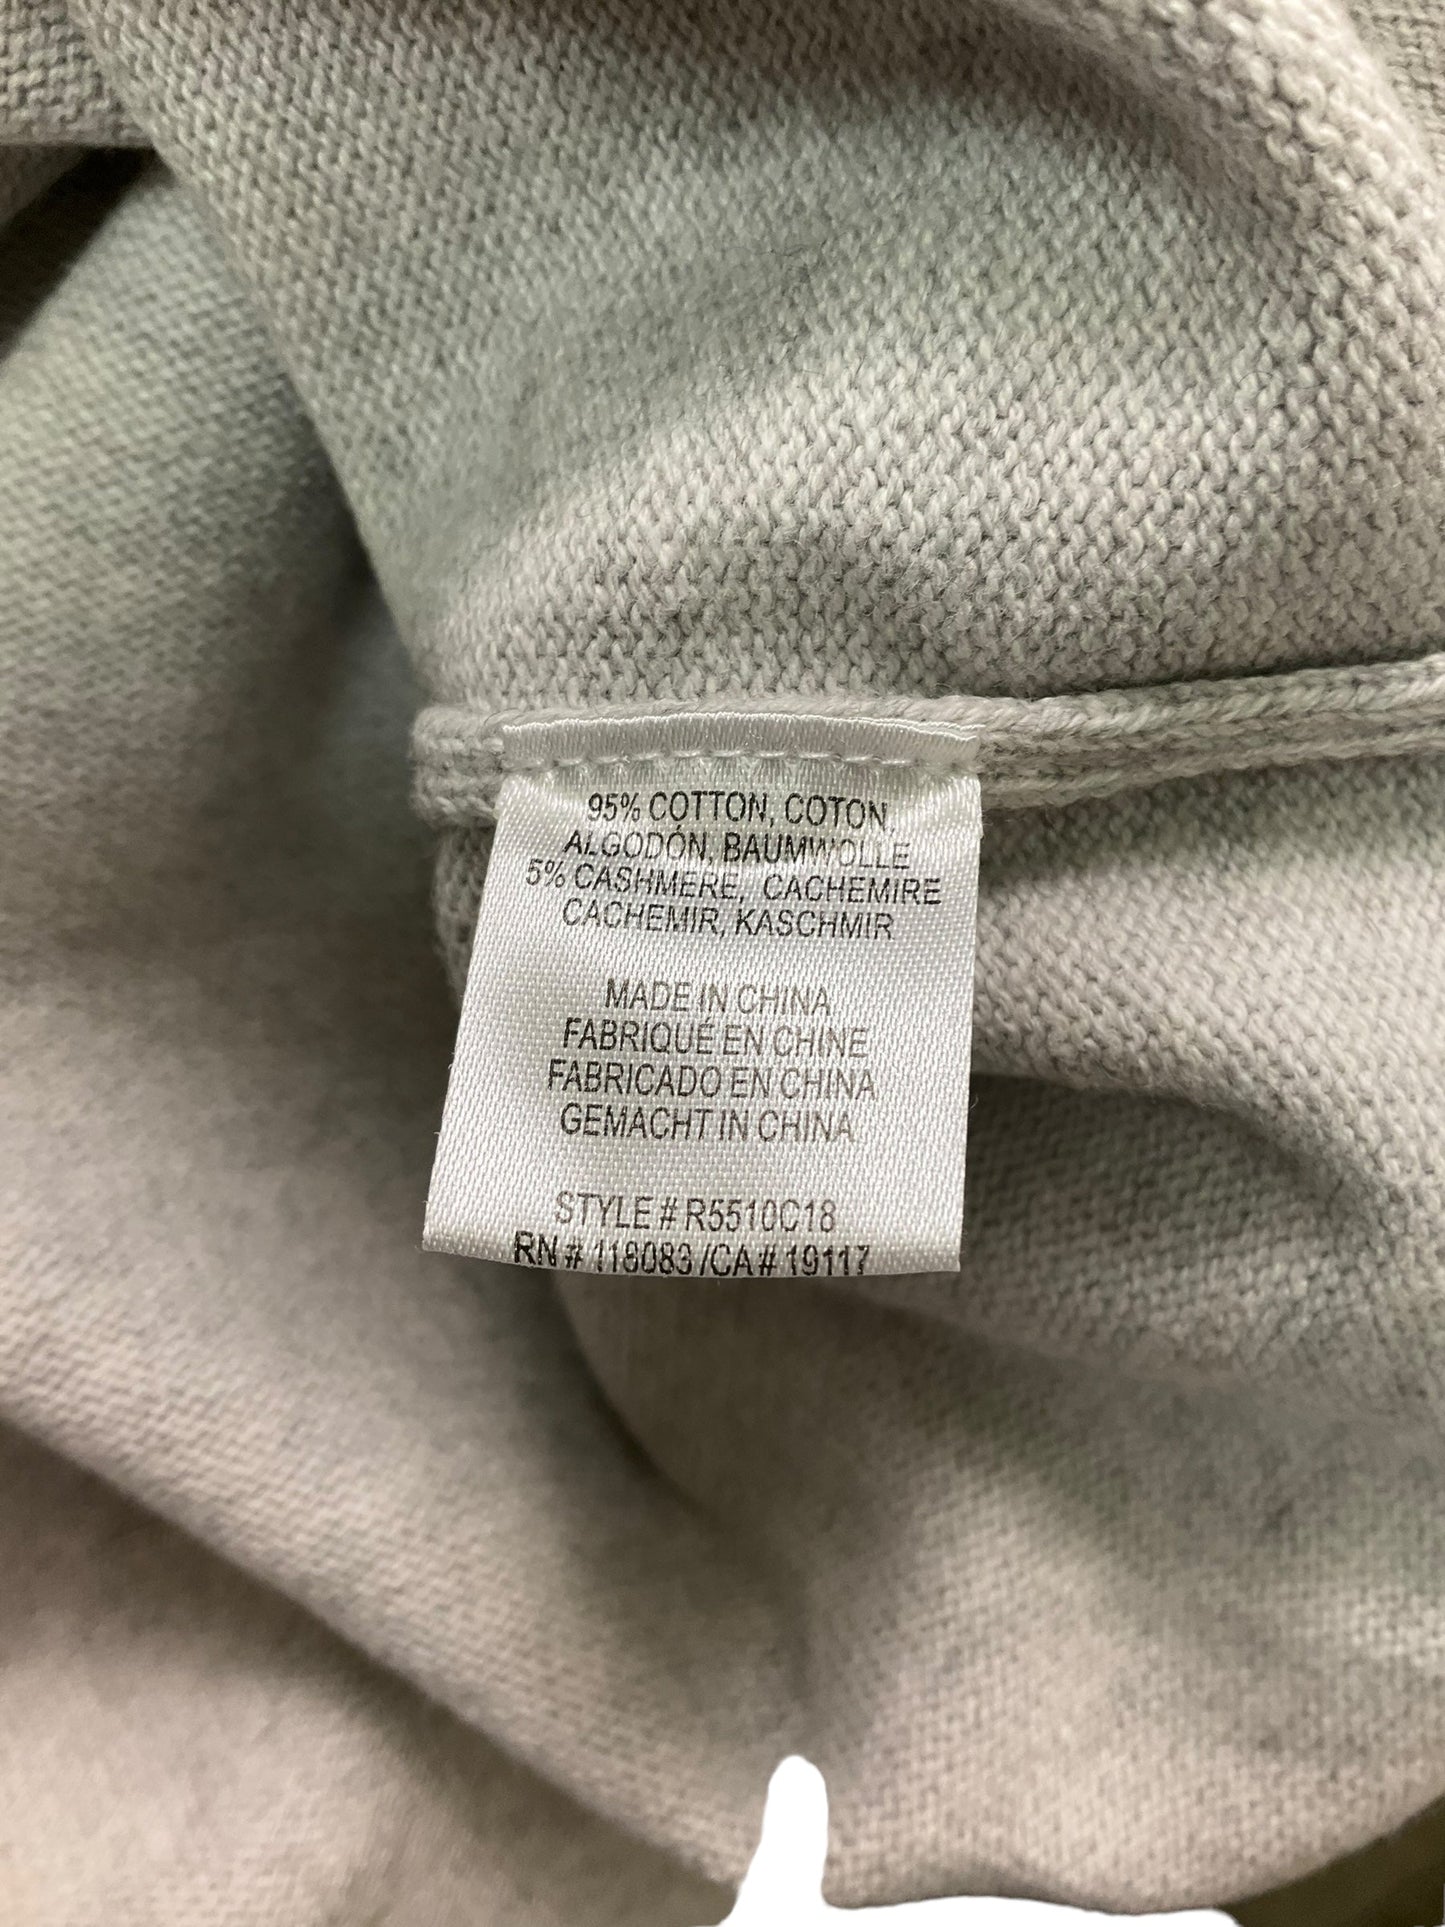 95% COTTON, COTON,
ALGODÓN, BAUMWOLLE
5% CASHMERE, CACHEMIRE
CACHEMIR, KASCHMIR
MADE IN CHINA
FABRIQUÉ EN CHINE
FABRICADO EN CHINA
GEMACHT IN CHINA
STYLE # R5510C18
RN # 118083 /CA # 19117